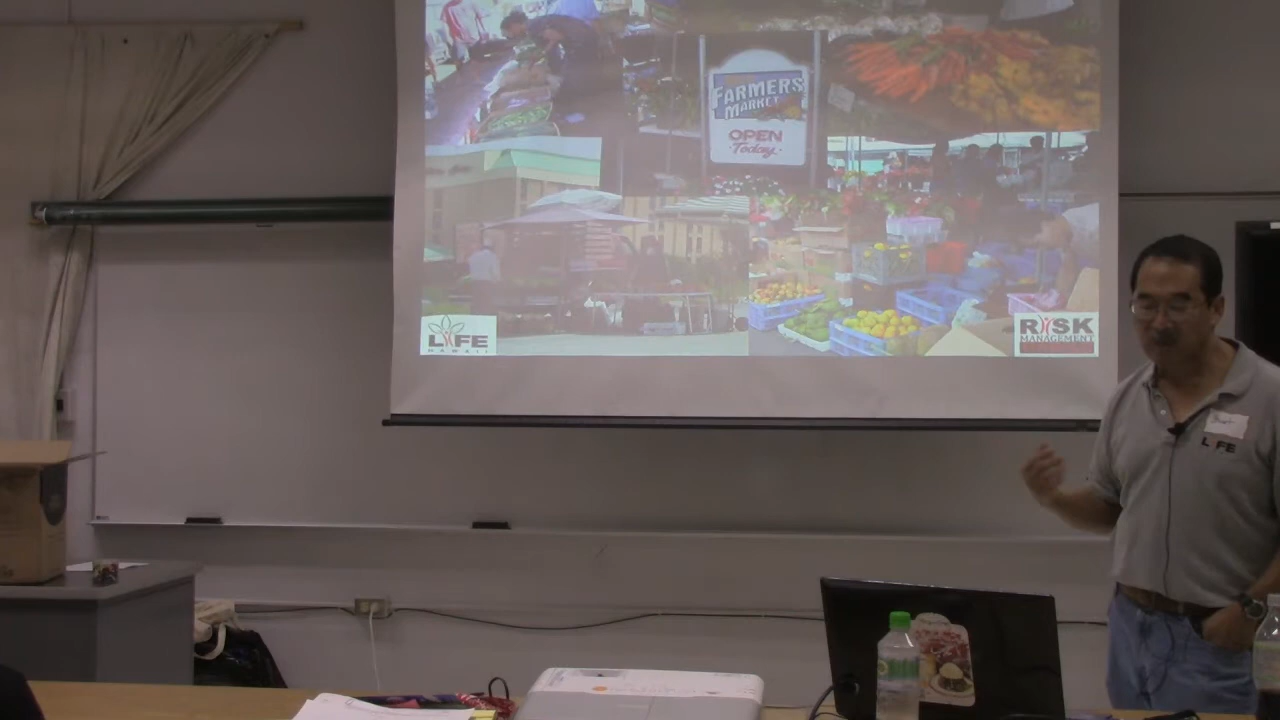 FARMERS
MARKET
OPEN
Today
LIFE
HAWAII
RISK
MANAGEMENT
LIFE